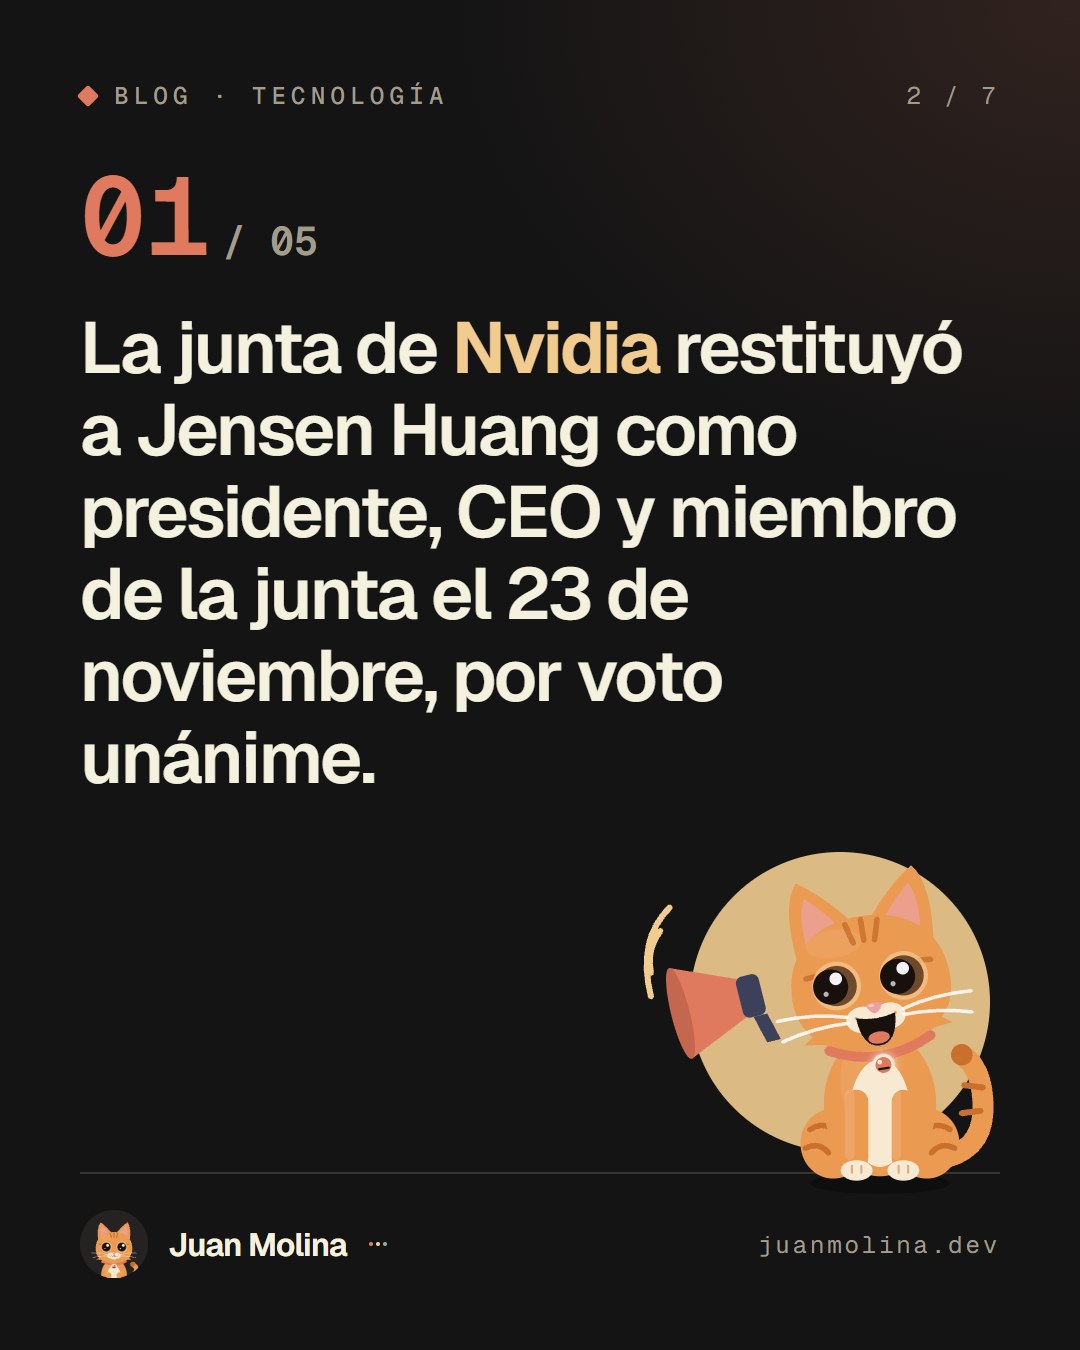 BLOG · TECNOLOGÍA
2 / 7
01 / 05
La junta de Nvidia restituyó
a Jensen Huang como
presidente, CEO y miembro
de la junta el 23 de
noviembre, por voto
unánime.
Juan Molina
juanmolina.dev